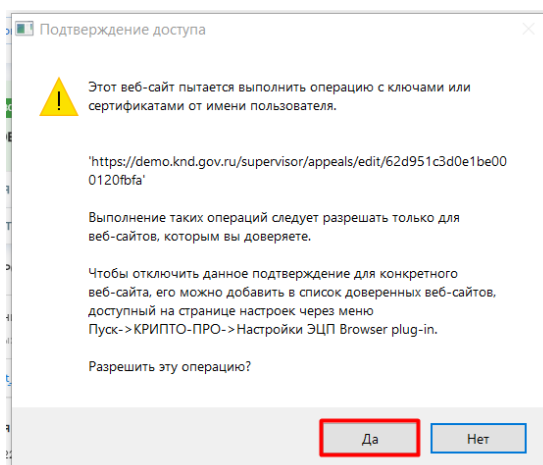 Подтверждение доступа
Этот веб-сайт пытается выполнить операцию с ключами или
сертификатами от имени пользователя.
'https://demo.knd.gov.ru/supervisor/appeals/edit/62d951c3d0e1be00
0120fbfa'
Выполнение таких операций следует разрешать только для
веб-сайтов, которым вы доверяете.
Чтобы отключить данное подтверждение для конкретного
веб-сайта, его можно добавить в список доверенных веб-сайтов,
доступный на странице настроек через меню
Пуск->КРИПТО-ПРО->Настройки ЭЦП Browser plug-in.
Разрешить эту операцию?
Да Нет